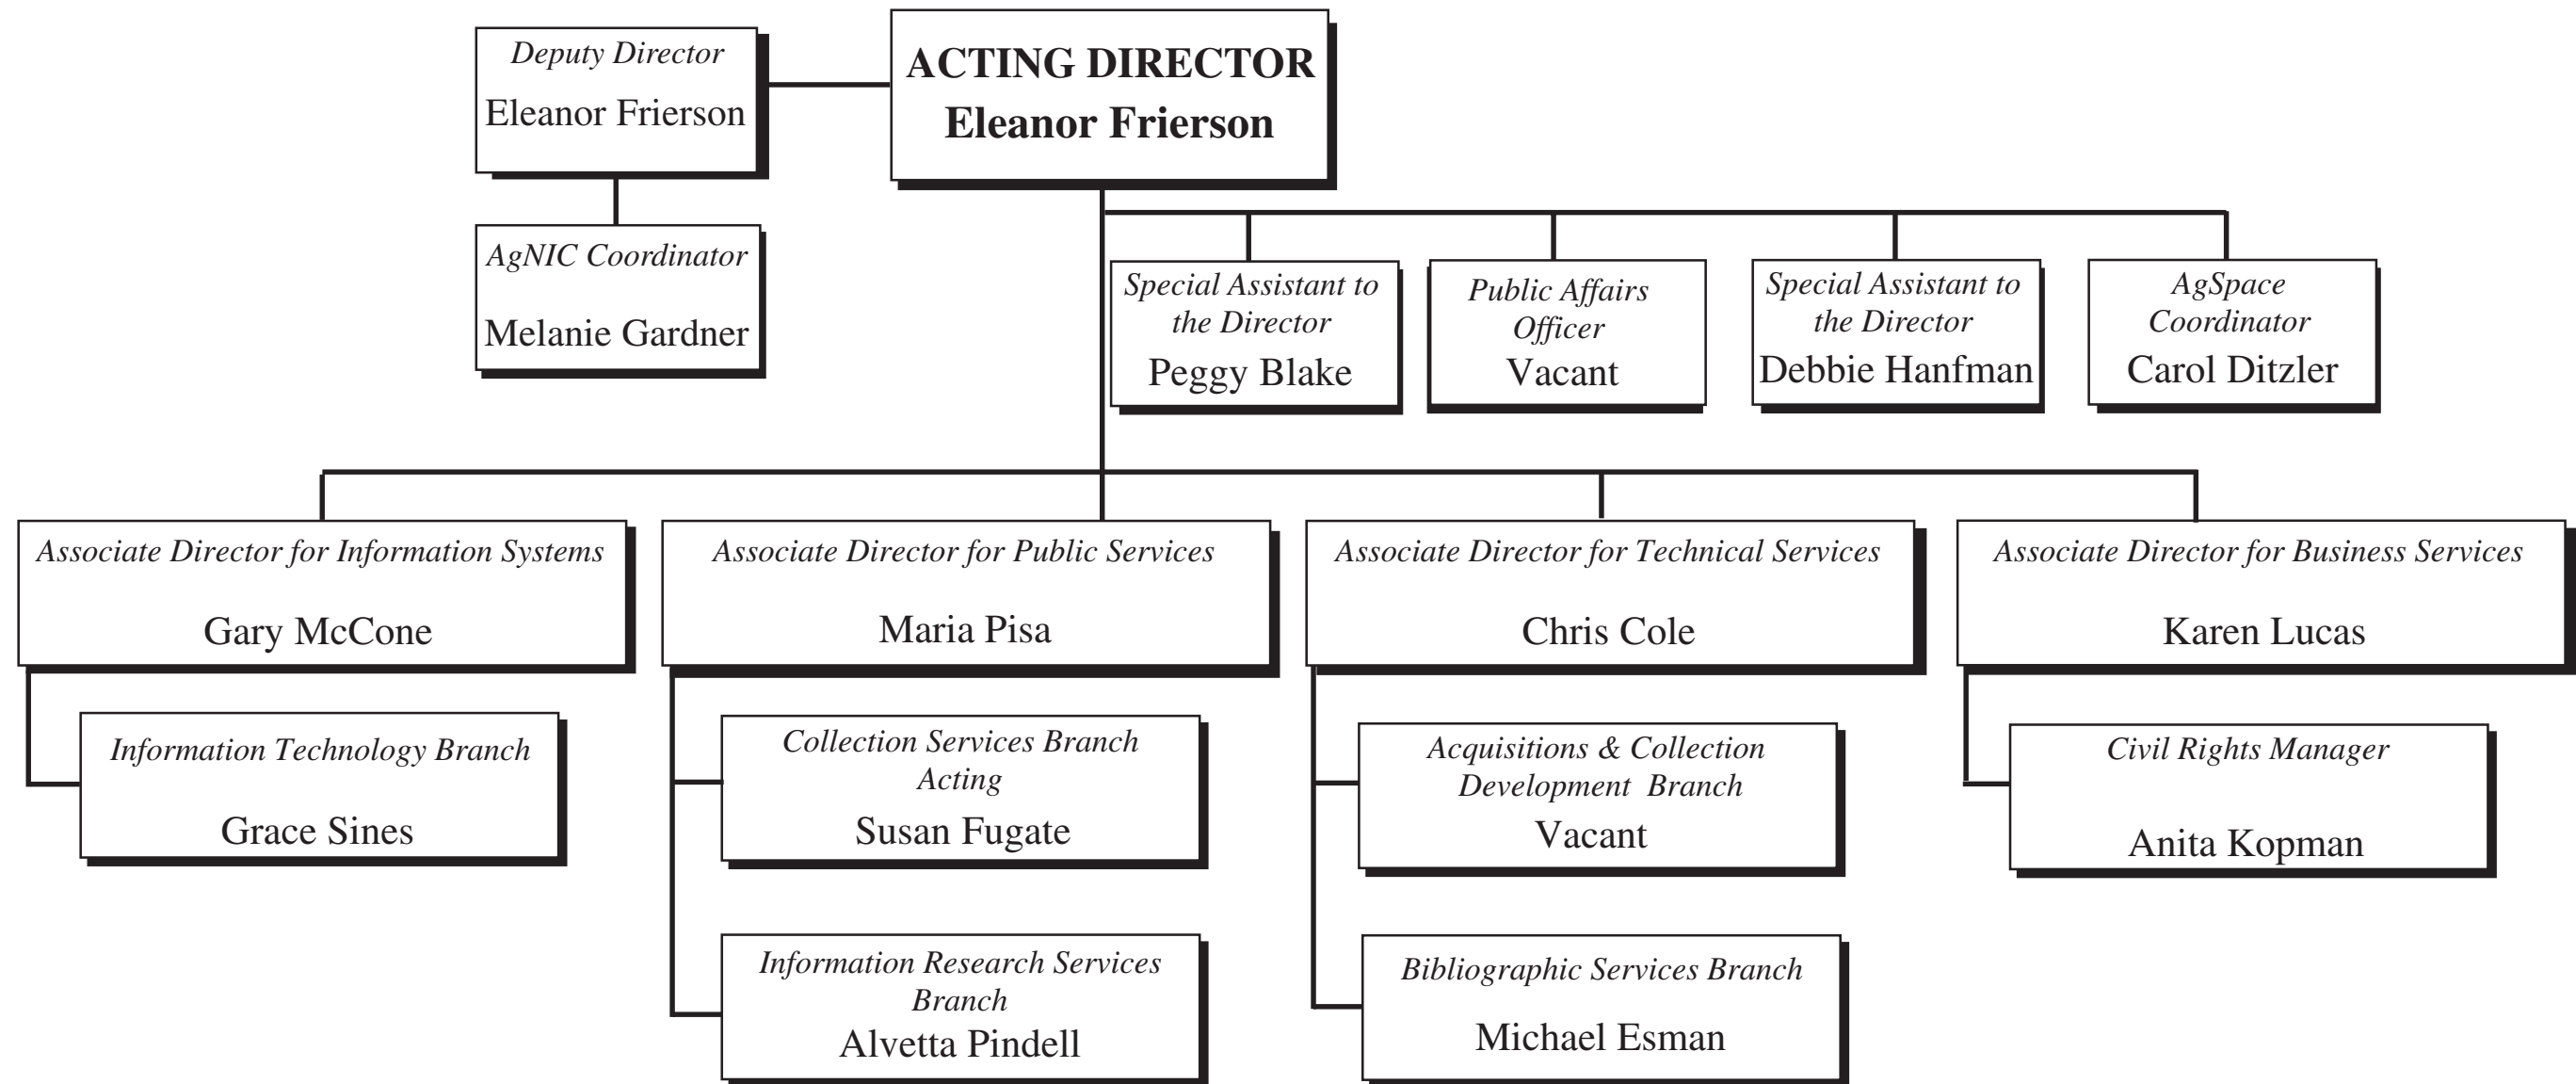 Deputy Director
Eleanor Frierson
ACTING DIRECTOR
Eleanor Frierson
AgNIC Coordinator
Melanie Gardner
Special Assistant to
the Director
Peggy Blake
Public Affairs
Officer
Vacant
Special Assistant to
the Director
Debbie Hanfman
AgSpace
Coordinator
Carol Ditzler
Associate Director for Information Systems
Gary McCone
Associate Director for Public Services
Maria Pisa
Associate Director for Technical Services
Chris Cole
Associate Director for Business Services
Karen Lucas
Information Technology Branch
Grace Sines
Collection Services Branch
Acting
Susan Fugate
Acquisitions & Collection
Development Branch
Vacant
Civil Rights Manager
Anita Kopman
Information Research Services
Branch
Alvetta Pindell
Bibliographic Services Branch
Michael Esman